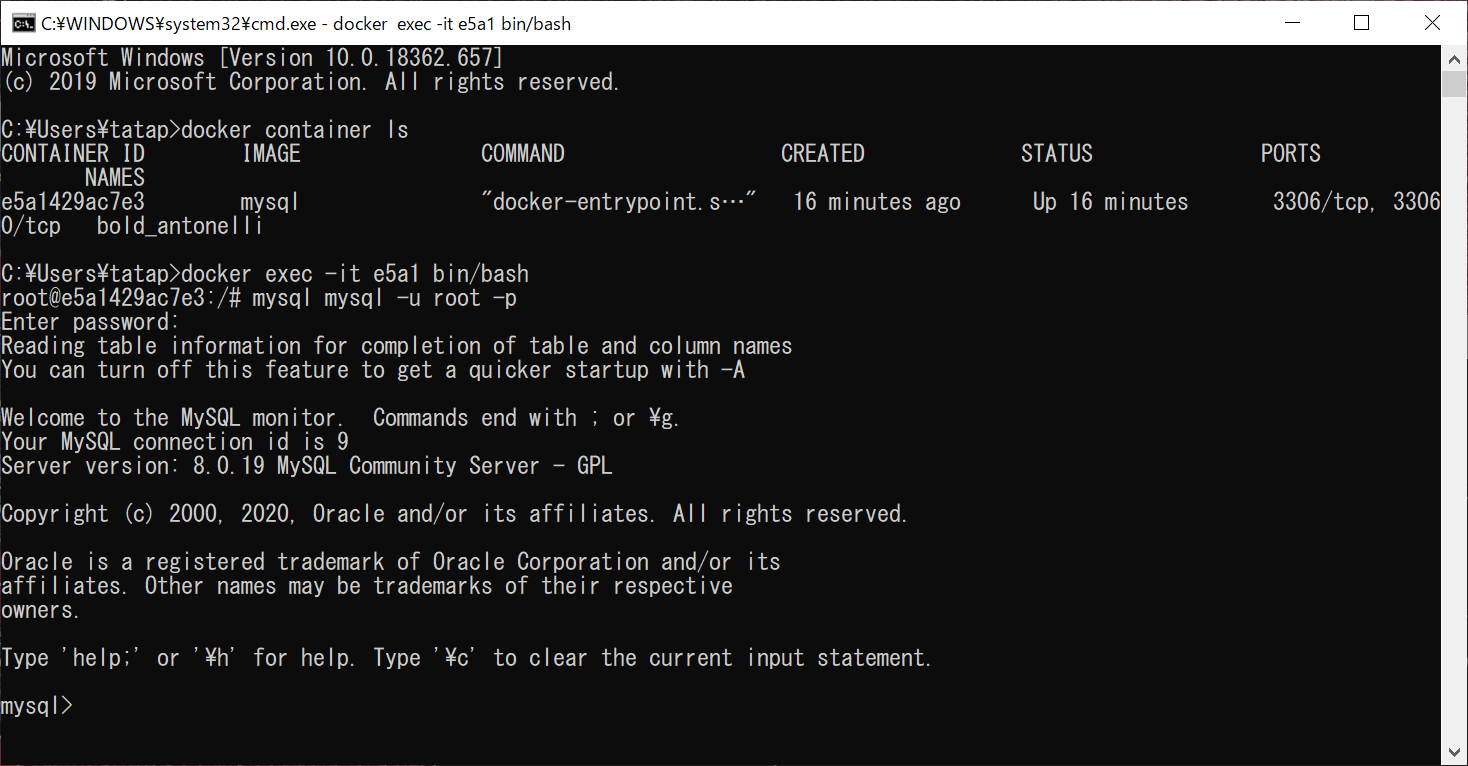 C:¥WINDOWS¥system32¥cmd.exe - docker  exec -it e5a1 bin/bash
Microsoft Windows [Version 10.0.18362.657]
(c) 2019 Microsoft Corporation. All rights reserved.
C:¥Users¥tatap>docker container ls
CONTAINER ID        IMAGE               COMMAND                  CREATED             STATUS              PORTS
       NAMES
e5a1429ac7e3        mysql               "docker-entrypoint.s…"   16 minutes ago      Up 16 minutes       3306/tcp, 3306
0/tcp   bold_antonelli
C:¥Users¥tatap>docker exec -it e5a1 bin/bash
root@e5a1429ac7e3:/# mysql mysql -u root -p
Enter password:
Reading table information for completion of table and column names
You can turn off this feature to get a quicker startup with -A
Welcome to the MySQL monitor.  Commands end with ; or ¥g.
Your MySQL connection id is 9
Server version: 8.0.19 MySQL Community Server - GPL
Copyright (c) 2000, 2020, Oracle and/or its affiliates. All rights reserved.
Oracle is a registered trademark of Oracle Corporation and/or its
affiliates. Other names may be trademarks of their respective
owners.
Type 'help;' or '¥h' for help. Type '¥c' to clear the current input statement.
mysql>